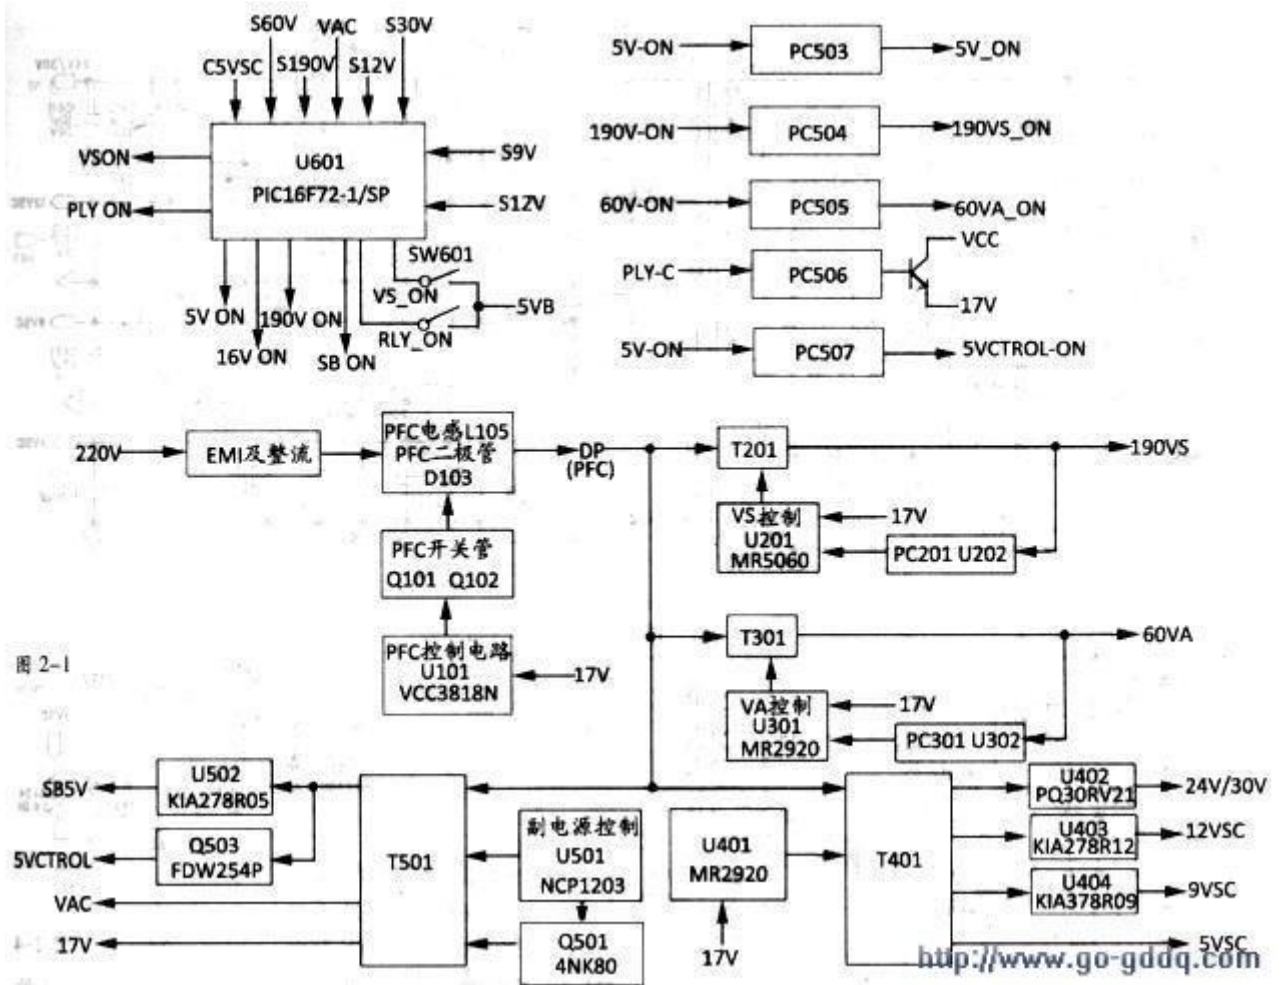 S60V VAC S30V
C5VSC S190V S12V
U601
PIC16F72-1/SP
VSON
PLY ON
S9V
S12V
SW601
VS_ON
5VB
RLY_ON
5V ON
190V ON
16V ON
SB ON
5V-ON PC503 5V_ON
190V-ON PC504 190VS_ON
60V-ON PC505 60VA_ON
PLY-C PC506 VCC
17V
5V-ON PC507 5VCTROL-ON
220V
EMI及整流
PFC电感L105
PFC二极管
D103
DP
(PFC)
PFC开关管
Q101 Q102
PFC控制电路
U101
VCC3818N
17V
T201
190VS
VS控制
U201
MR5060
17V
PC201 U202
T301
60VA
VA控制
U301
MR2920
17V
PC301 U302
图 2-1
SB5V
U502
KIA278R05
5VCTROL
Q503
FDW254P
VAC
17V
T501
副电源控制
U501
NCP1203
Q501
4NK80
U401
MR2920
17V
T401
U402
PQ30RV21
24V/30V
U403
KIA278R12
12VSC
U404
KIA378R09
9VSC
5VSC
http://www.go-gddq.com